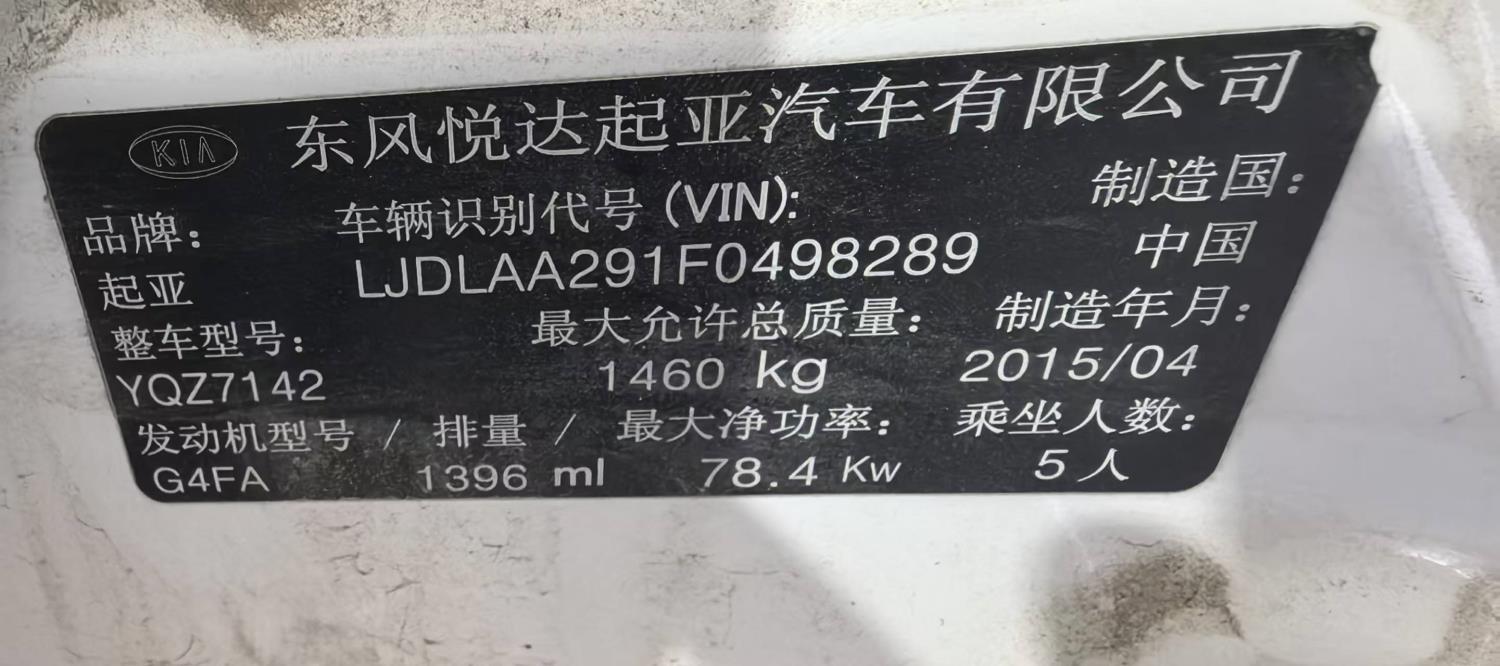 KIA 东风悦达起亚汽车有限公司
品牌： 车辆识别代号 (VIN): 制造国：
起亚 LJDLAA291F0498289 中国
整车型号： 最大允许总质量： 制造年月：
YQZ7142 1460 kg 2015/04
发动机型号 / 排量 / 最大净功率： 乘坐人数：
G4FA 1396 ml 78.4 Kw 5人